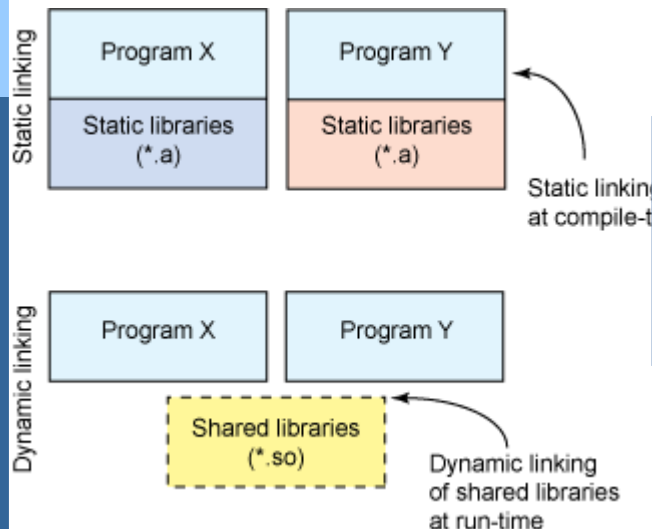 Static linking
Program X
Static libraries
(*.a)
Program Y
Static libraries
(*.a)
Static linking
at compile-t
Dynamic linking
Program X
Program Y
Shared libraries
(*.so)
Dynamic linking
of shared libraries
at run-time